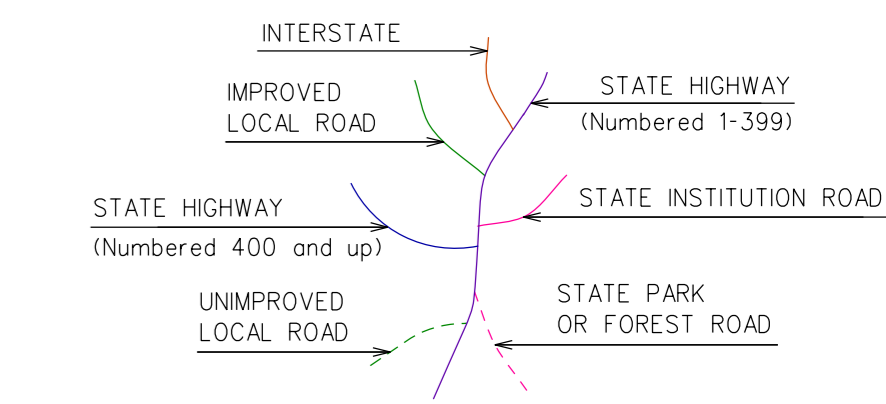 INTERSTATE
STATE HIGHWAY
(Numbered 1-399)
IMPROVED
LOCAL ROAD
STATE INSTITUTION ROAD
STATE HIGHWAY
(Numbered 400 and up)
STATE PARK
OR FOREST ROAD
UNIMPROVED
LOCAL ROAD